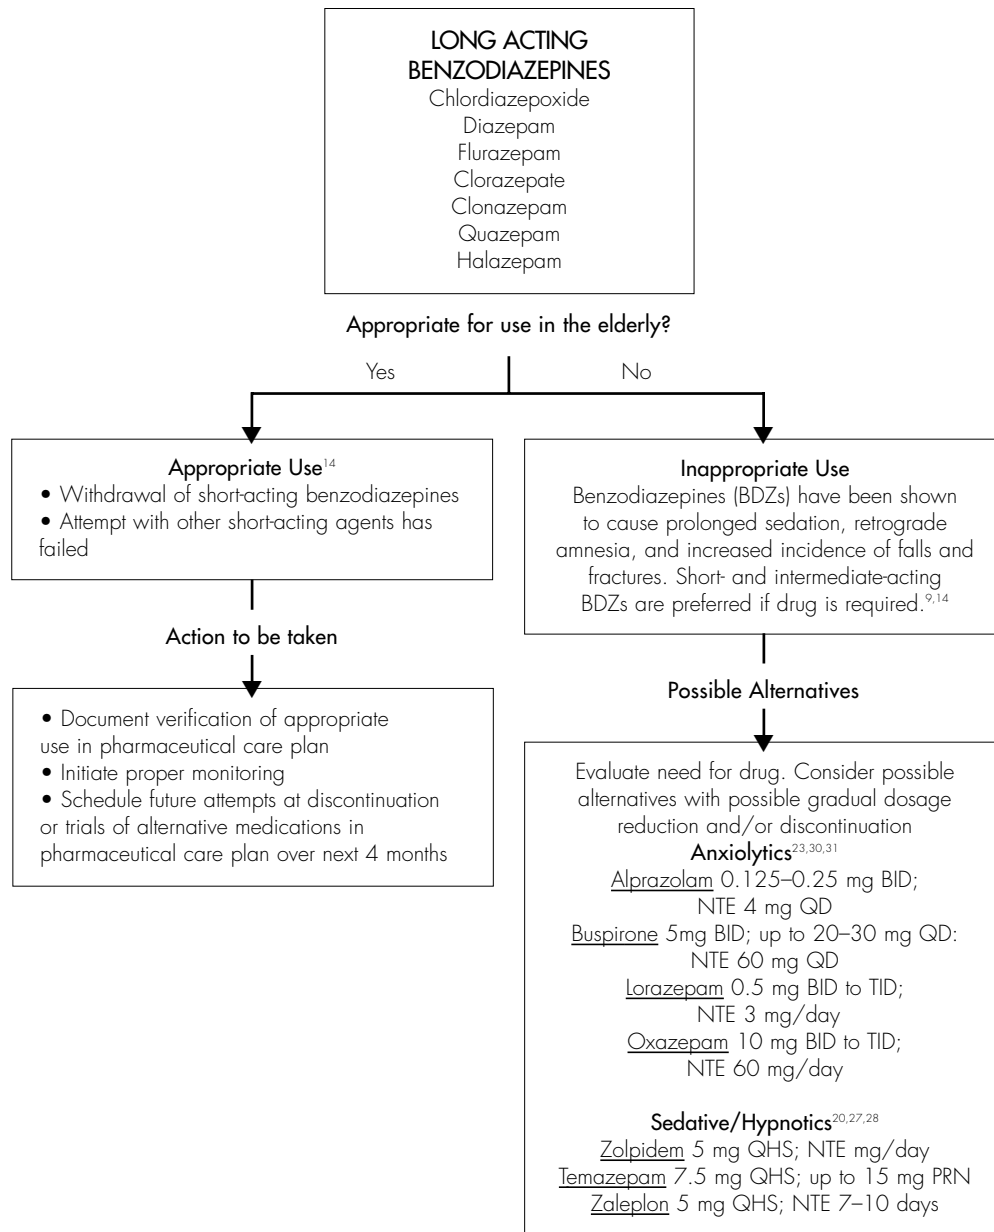 LONG ACTING
BENZODIAZEPINES
Chlordiazepoxide
Diazepam
Flurazepam
Clorazepate
Clonazepam
Quazepam
Halazepam
Appropriate for use in the elderly?
Yes
No
Appropriate Use14
• Withdrawal of short-acting benzodiazepines
• Attempt with other short-acting agents has
failed
Action to be taken
• Document verification of appropriate
use in pharmaceutical care plan
• Initiate proper monitoring
• Schedule future attempts at discontinuation
or trials of alternative medications in
pharmaceutical care plan over next 4 months
Inappropriate Use
Benzodiazepines (BDZs) have been shown
to cause prolonged sedation, retrograde
amnesia, and increased incidence of falls and
fractures. Short- and intermediate-acting
BDZs are preferred if drug is required.9,14
Possible Alternatives
Evaluate need for drug. Consider possible
alternatives with possible gradual dosage
reduction and/or discontinuation
Anxiolytics23,30,31
Alprazolam 0.125–0.25 mg BID;
NTE 4 mg QD
Buspirone 5mg BID; up to 20–30 mg QD:
NTE 60 mg QD
Lorazepam 0.5 mg BID to TID;
NTE 3 mg/day
Oxazepam 10 mg BID to TID;
NTE 60 mg/day
Sedative/Hypnotics20,27,28
Zolpidem 5 mg QHS; NTE mg/day
Temazepam 7.5 mg QHS; up to 15 mg PRN
Zaleplon 5 mg QHS; NTE 7–10 days